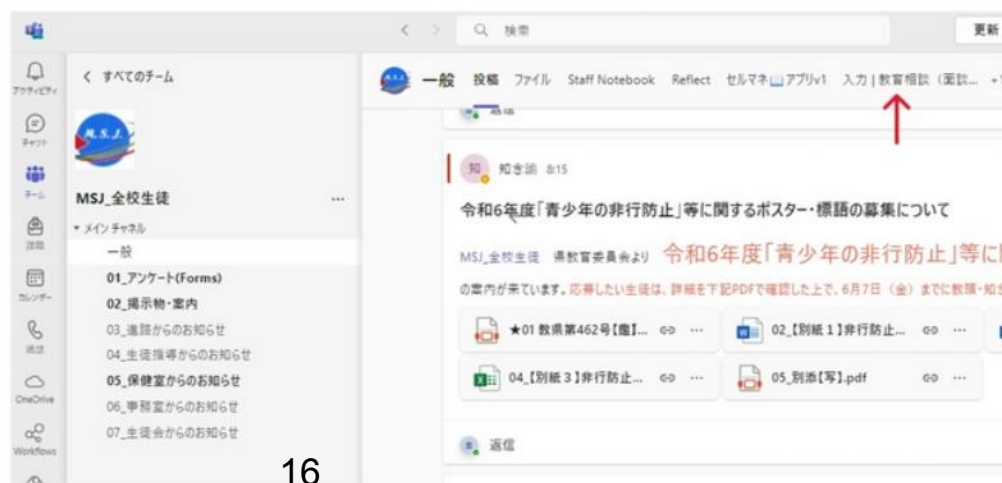 検索
更新
アクティビティ
チャット
チーム
課題
カレンダー
通話
OneDrive
Workflows
すべてのチーム
M.S.J.
MSJ_全校生徒
メイン チャネル
一般
01_アンケート(Forms)
02_掲示物・案内
03_進路からのお知らせ
04_生徒指導からのお知らせ
05_保健室からのお知らせ
06_事務室からのお知らせ
07_生徒会からのお知らせ
一般 投稿 ファイル Staff Notebook Reflect セルマネ📖アプリv1 入力 | 教育相談（面談... +1
返信
8:15
令和6年度「青少年の非行防止」等に関するポスター・標語の募集について
MSJ_全校生徒 県教育委員会より 令和6年度「青少年の非行防止」等に
の案内が来ています。応募したい生徒は、詳細を下記PDFで確認した上で、6月7日（金）までに教頭・知
★01 教県第462号【鑑】...
02_【別紙１】非行防止...
04_【別紙３】非行防止...
05_別添【写】.pdf
返信
16